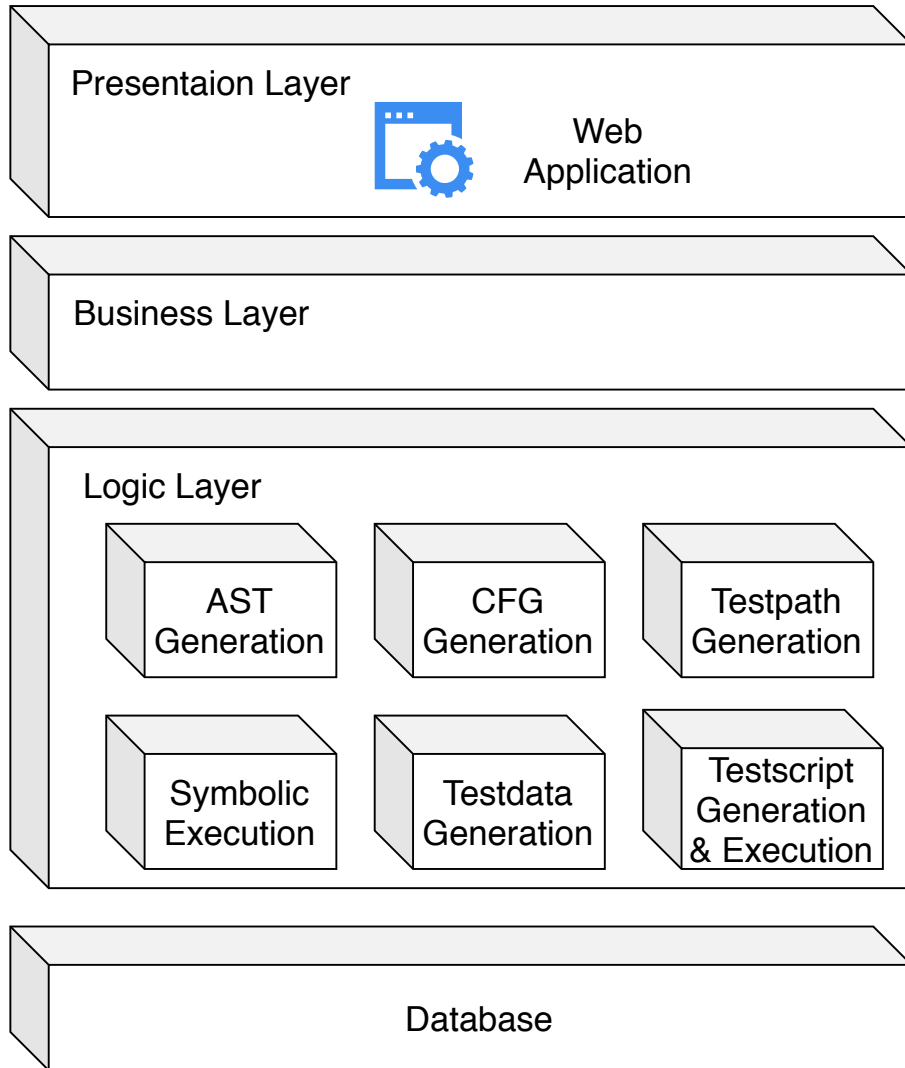 Presentaion Layer
Web
Application
Business Layer
Logic Layer
AST
Generation
CFG
Generation
Testpath
Generation
Symbolic
Execution
Testdata
Generation
Testscript
Generation
& Execution
Database